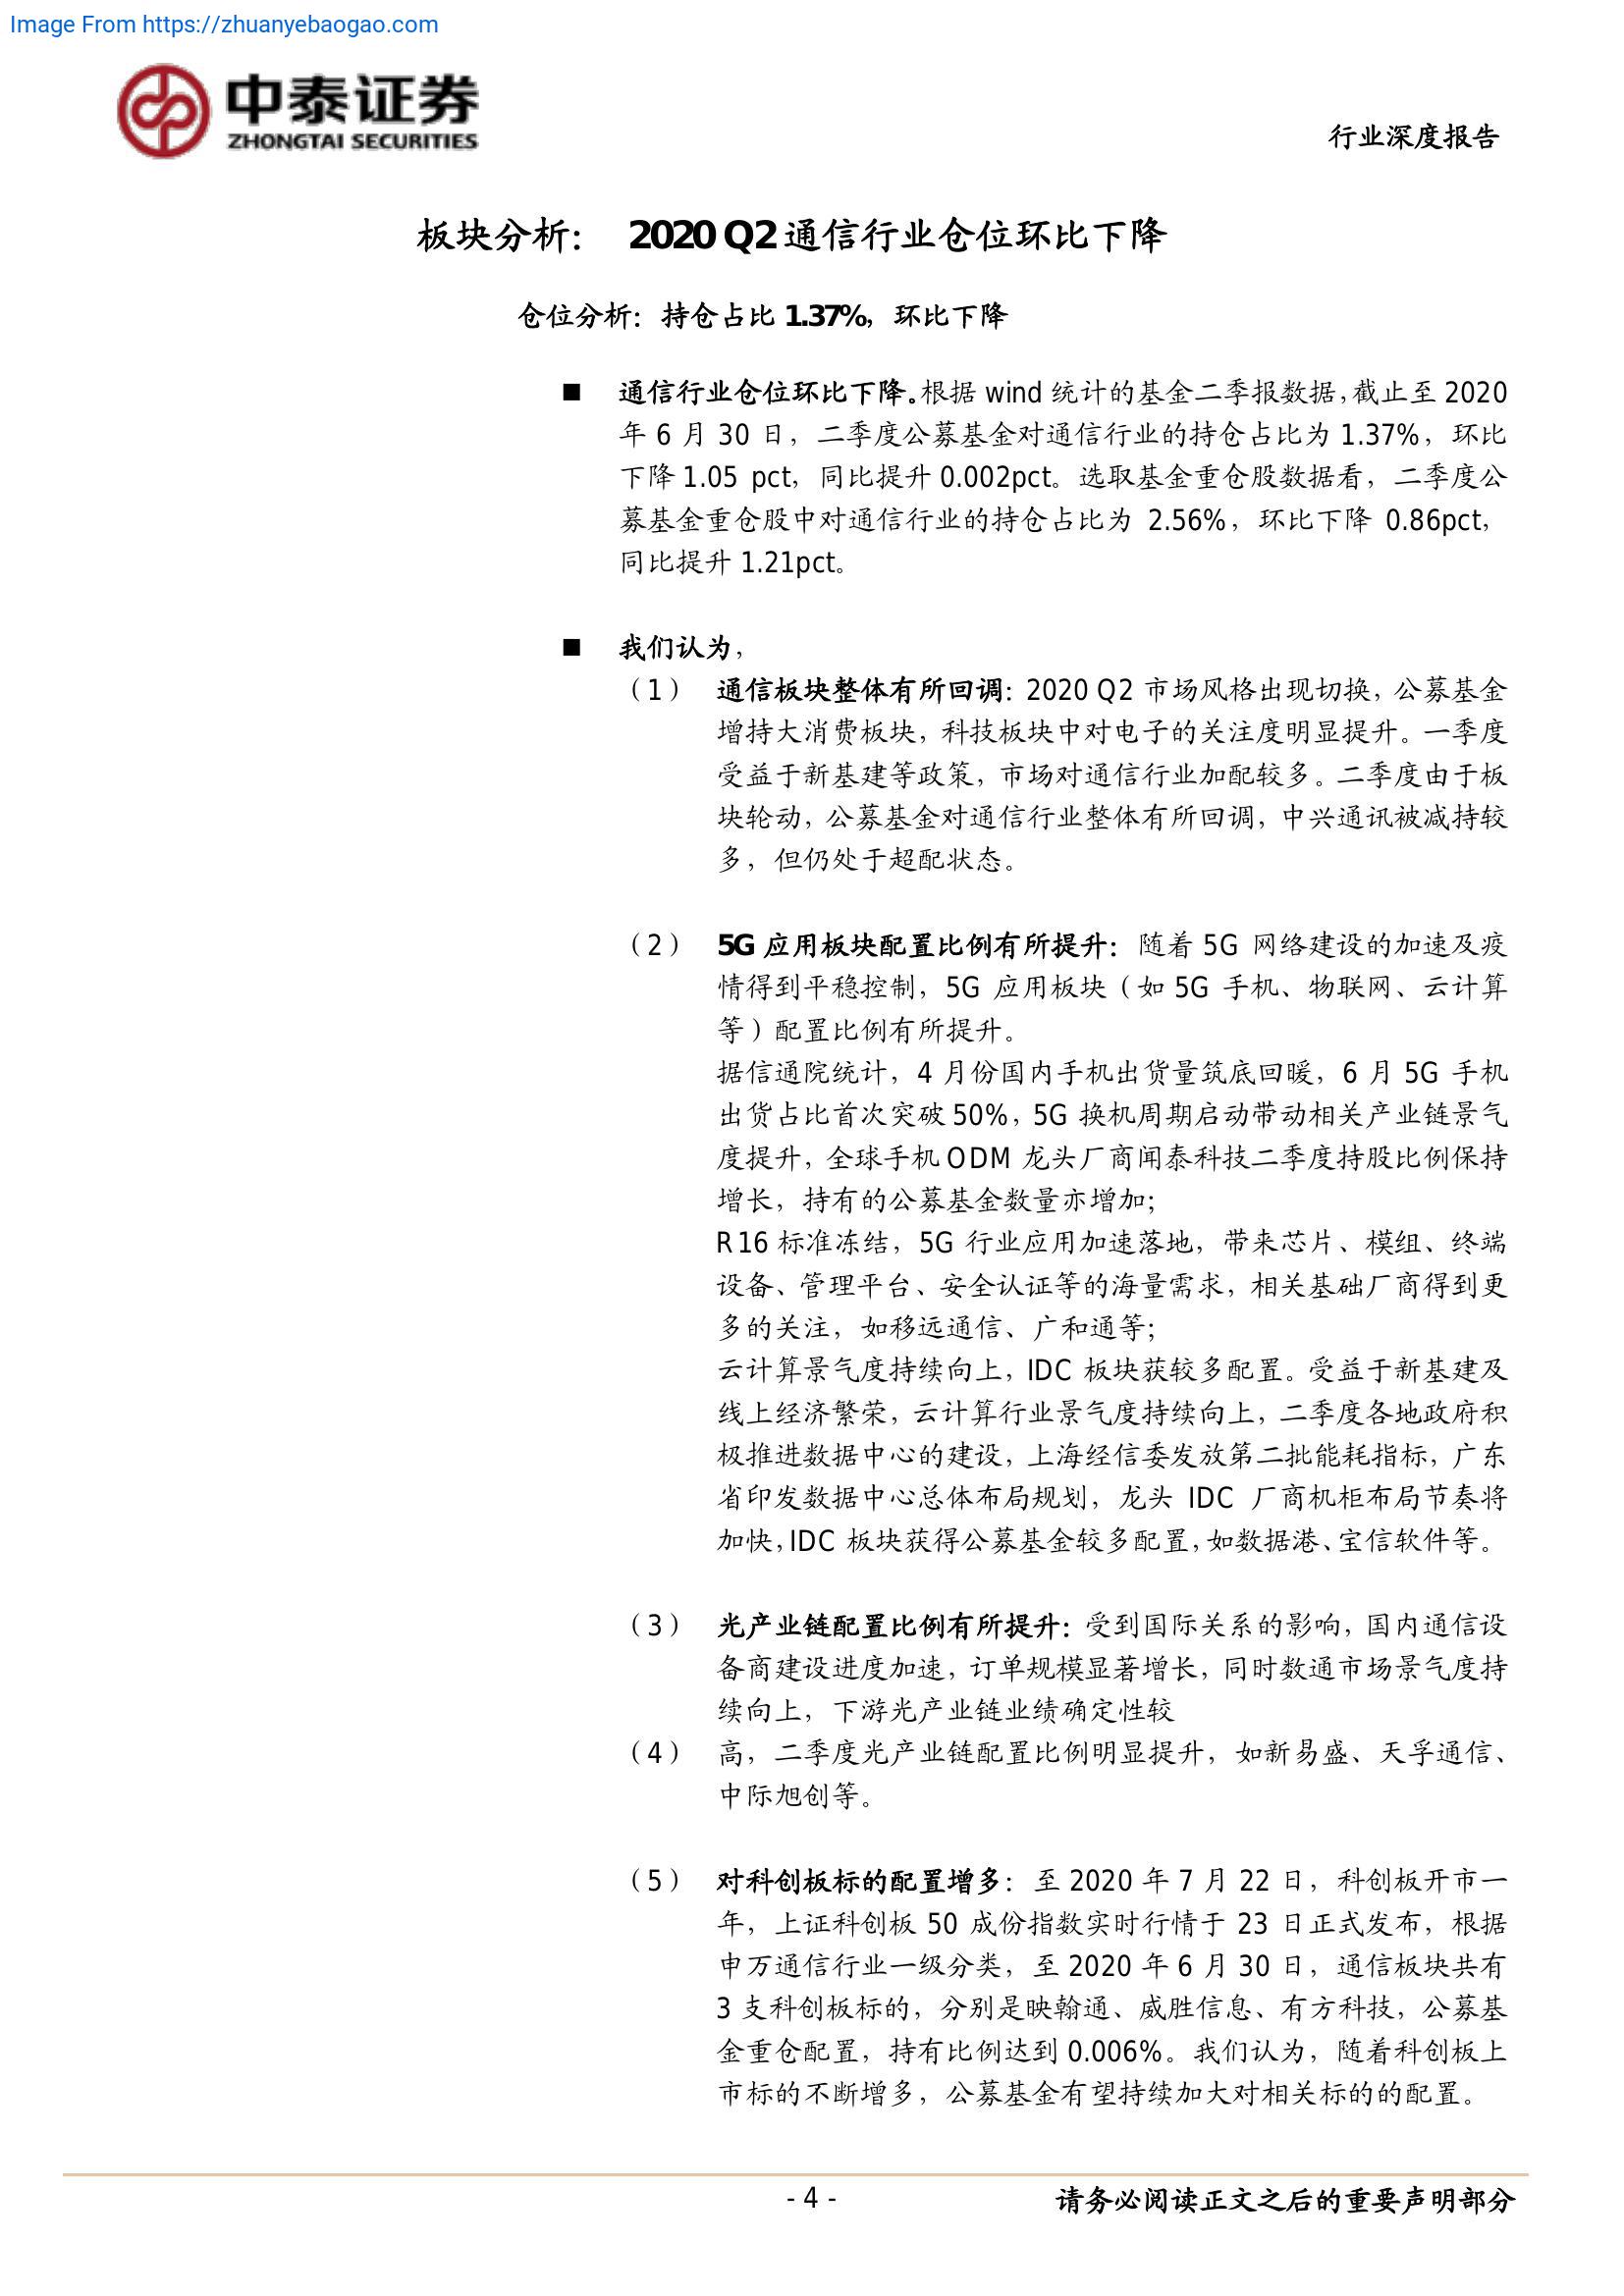 Image From https://zhuanyebaogao.com
中泰证券
ZHONGTAI SECURITIES
行业深度报告
板块分析： 2020 Q2 通信行业仓位环比下降
仓位分析：持仓占比 1.37%，环比下降
■ 通信行业仓位环比下降。根据 wind 统计的基金二季报数据，截止至 2020
年 6 月 30 日，二季度公募基金对通信行业的持仓占比为 1.37%，环比
下降 1.05 pct，同比提升 0.002pct。选取基金重仓股数据看，二季度公
募基金重仓股中对通信行业的持仓占比为 2.56%，环比下降 0.86pct，
同比提升 1.21pct。
■ 我们认为，
（1） 通信板块整体有所回调：2020 Q2 市场风格出现切换，公募基金
增持大消费板块，科技板块中对电子的关注度明显提升。一季度
受益于新基建等政策，市场对通信行业加配较多。二季度由于板
块轮动，公募基金对通信行业整体有所回调，中兴通讯被减持较
多，但仍处于超配状态。
（2） 5G 应用板块配置比例有所提升：随着 5G 网络建设的加速及疫
情得到平稳控制，5G 应用板块（如 5G 手机、物联网、云计算
等）配置比例有所提升。
据信通院统计，4 月份国内手机出货量筑底回暖，6 月 5G 手机
出货占比首次突破 50%，5G 换机周期启动带动相关产业链景气
度提升，全球手机 ODM 龙头厂商闻泰科技二季度持股比例保持
增长，持有的公募基金数量亦增加；
R16 标准冻结，5G 行业应用加速落地，带来芯片、模组、终端
设备、管理平台、安全认证等的海量需求，相关基础厂商得到更
多的关注，如移远通信、广和通等；
云计算景气度持续向上，IDC 板块获较多配置。受益于新基建及
线上经济繁荣，云计算行业景气度持续向上，二季度各地政府积
极推进数据中心的建设，上海经信委发放第二批能耗指标，广东
省印发数据中心总体布局规划，龙头 IDC 厂商机柜布局节奏将
加快，IDC 板块获得公募基金较多配置，如数据港、宝信软件等。
（3） 光产业链配置比例有所提升：受到国际关系的影响，国内通信设
备商建设进度加速，订单规模显著增长，同时数通市场景气度持
续向上，下游光产业链业绩确定性较
（4） 高，二季度光产业链配置比例明显提升，如新易盛、天孚通信、
中际旭创等。
（5） 对科创板标的配置增多：至 2020 年 7 月 22 日，科创板开市一
年，上证科创板 50 成份指数实时行情于 23 日正式发布，根据
申万通信行业一级分类，至 2020 年 6 月 30 日，通信板块共有
3 支科创板标的，分别是映翰通、威胜信息、有方科技，公募基
金重仓配置，持有比例达到 0.006%。我们认为，随着科创板上
市标的不断增多，公募基金有望持续加大对相关标的的配置。
- 4 -
请务必阅读正文之后的重要声明部分